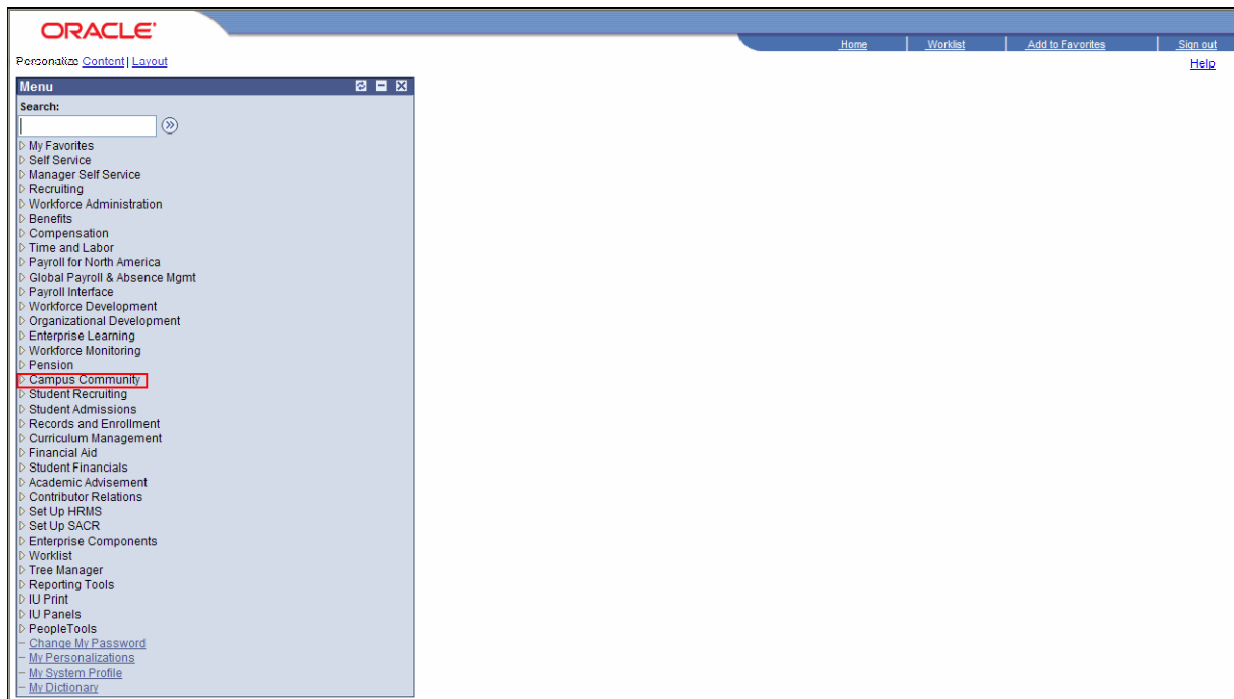 ORACLE'
Home | Worklist | Add to Favorites | Sign out
Personalize Content | Layout
Help
Menu
Search:
My Favorites
Self Service
Manager Self Service
Recruiting
Workforce Administration
Benefits
Compensation
Time and Labor
Payroll for North America
Global Payroll & Absence Mgmt
Payroll Interface
Workforce Development
Organizational Development
Enterprise Learning
Workforce Monitoring
Pension
Campus Community
Student Recruiting
Student Admissions
Records and Enrollment
Curriculum Management
Financial Aid
Student Financials
Academic Advisement
Contributor Relations
Set Up HRMS
Set Up SACR
Enterprise Components
Worklist
Tree Manager
Reporting Tools
IU Print
IU Panels
PeopleTools
– Change My Password
– My Personalizations
– My System Profile
– My Dictionary